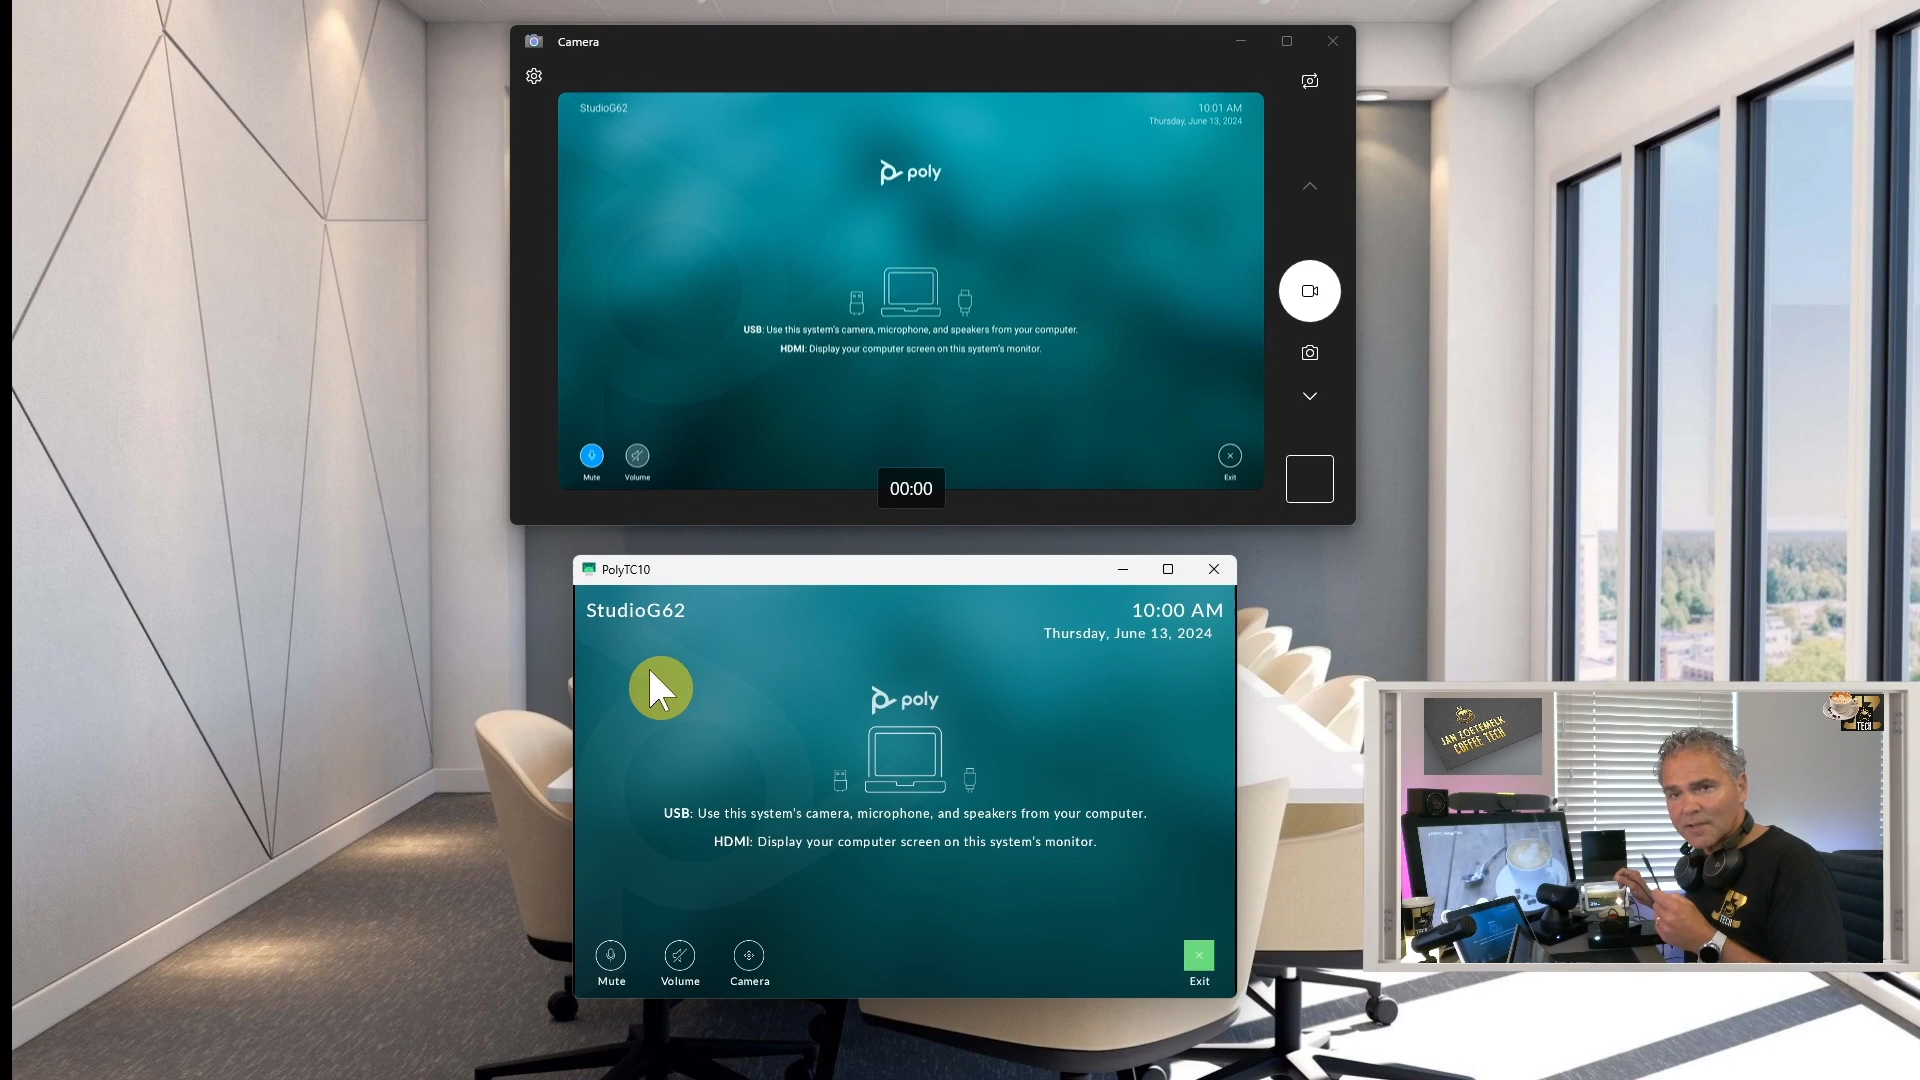 Camera
StudioG62
10:01 AM
Thursday, June 13, 2024
poly
USB: Use this system's camera, microphone, and speakers from your computer.
HDMI: Display your computer screen on this system's monitor.
Mute
Volume
Exit
00:00
PolyTC10
StudioG62
10:00 AM
Thursday, June 13, 2024
poly
USB: Use this system's camera, microphone, and speakers from your computer.
HDMI: Display your computer screen on this system's monitor.
Mute
Volume
Camera
Exit
JAN ZOETEMELK
COFFEE TECH
TECH
TECH